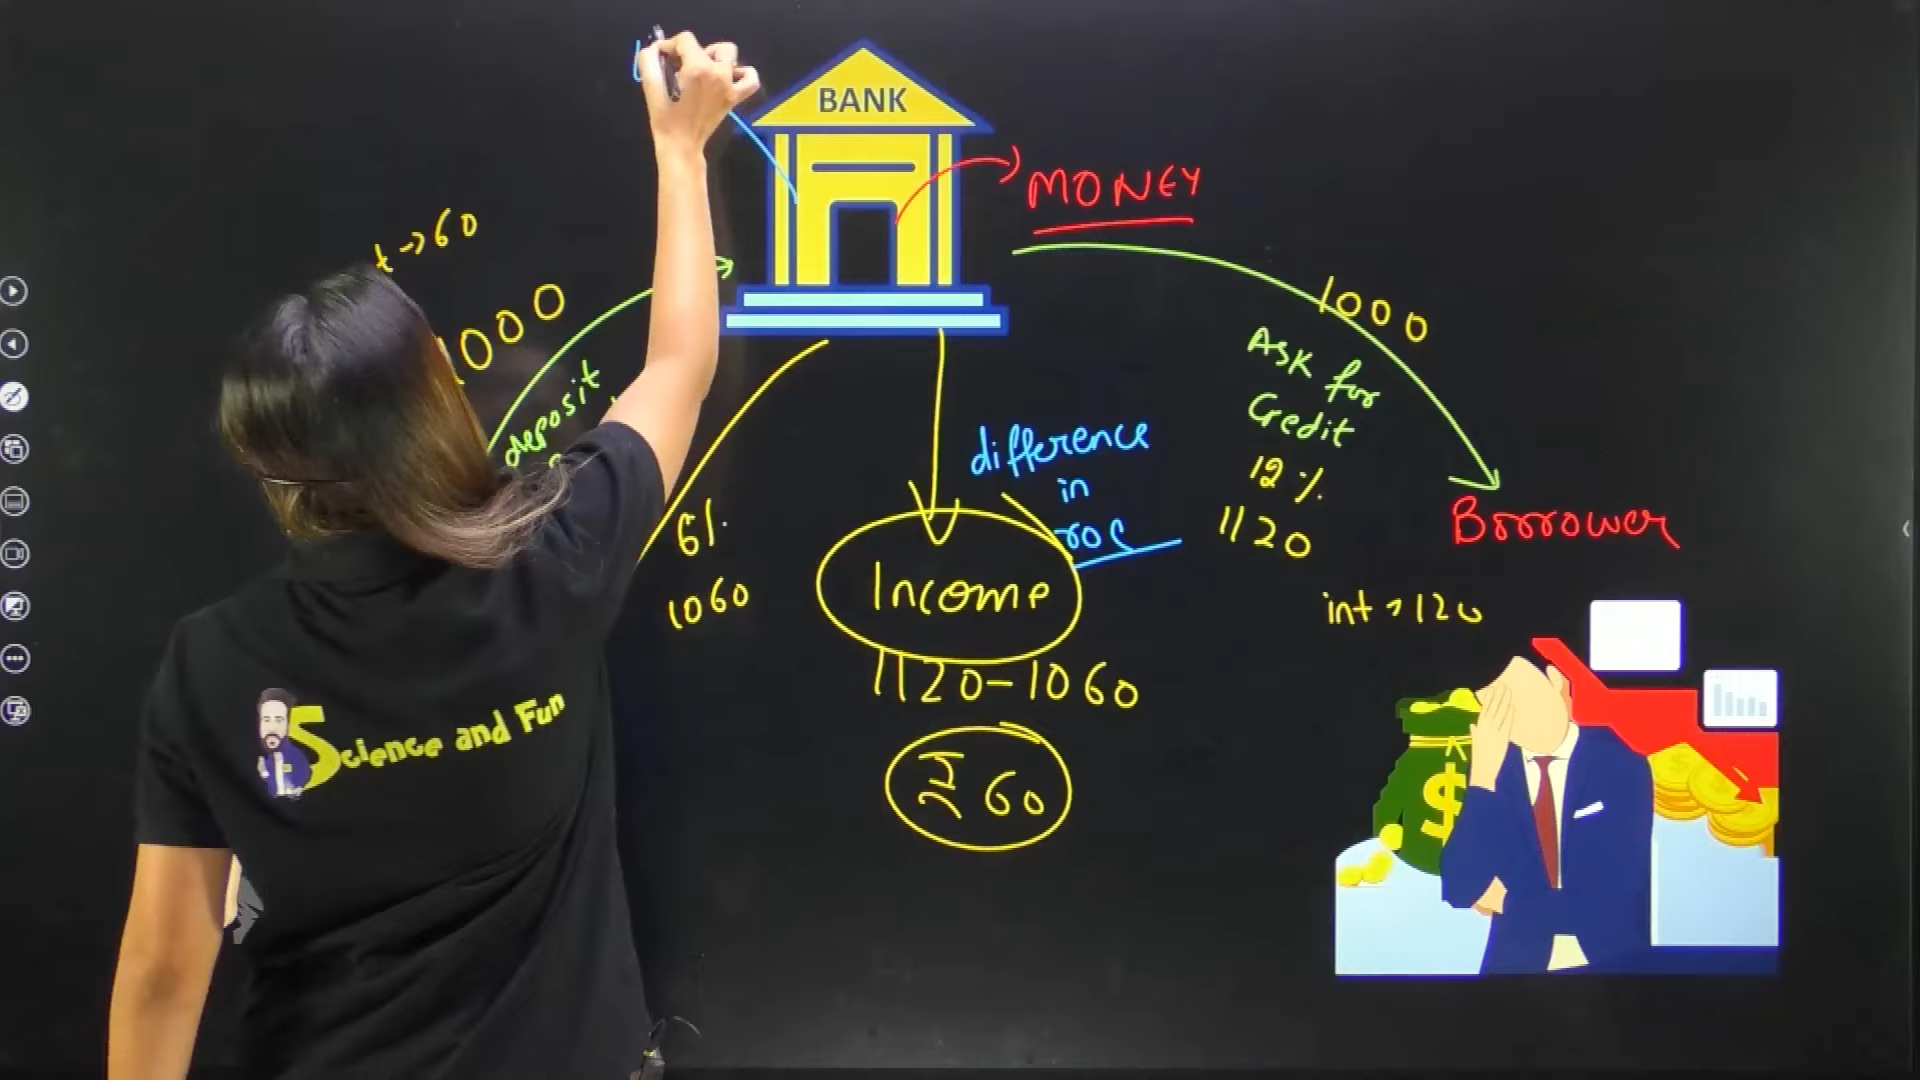 BANK
MONEY
t → 60
1000
deposit
1000
Ask for
Credit
12 %
1120
difference
in
6%
1060
Income
Borrower
int → 120
1120-1060
₹ 60
Science and Fun
$